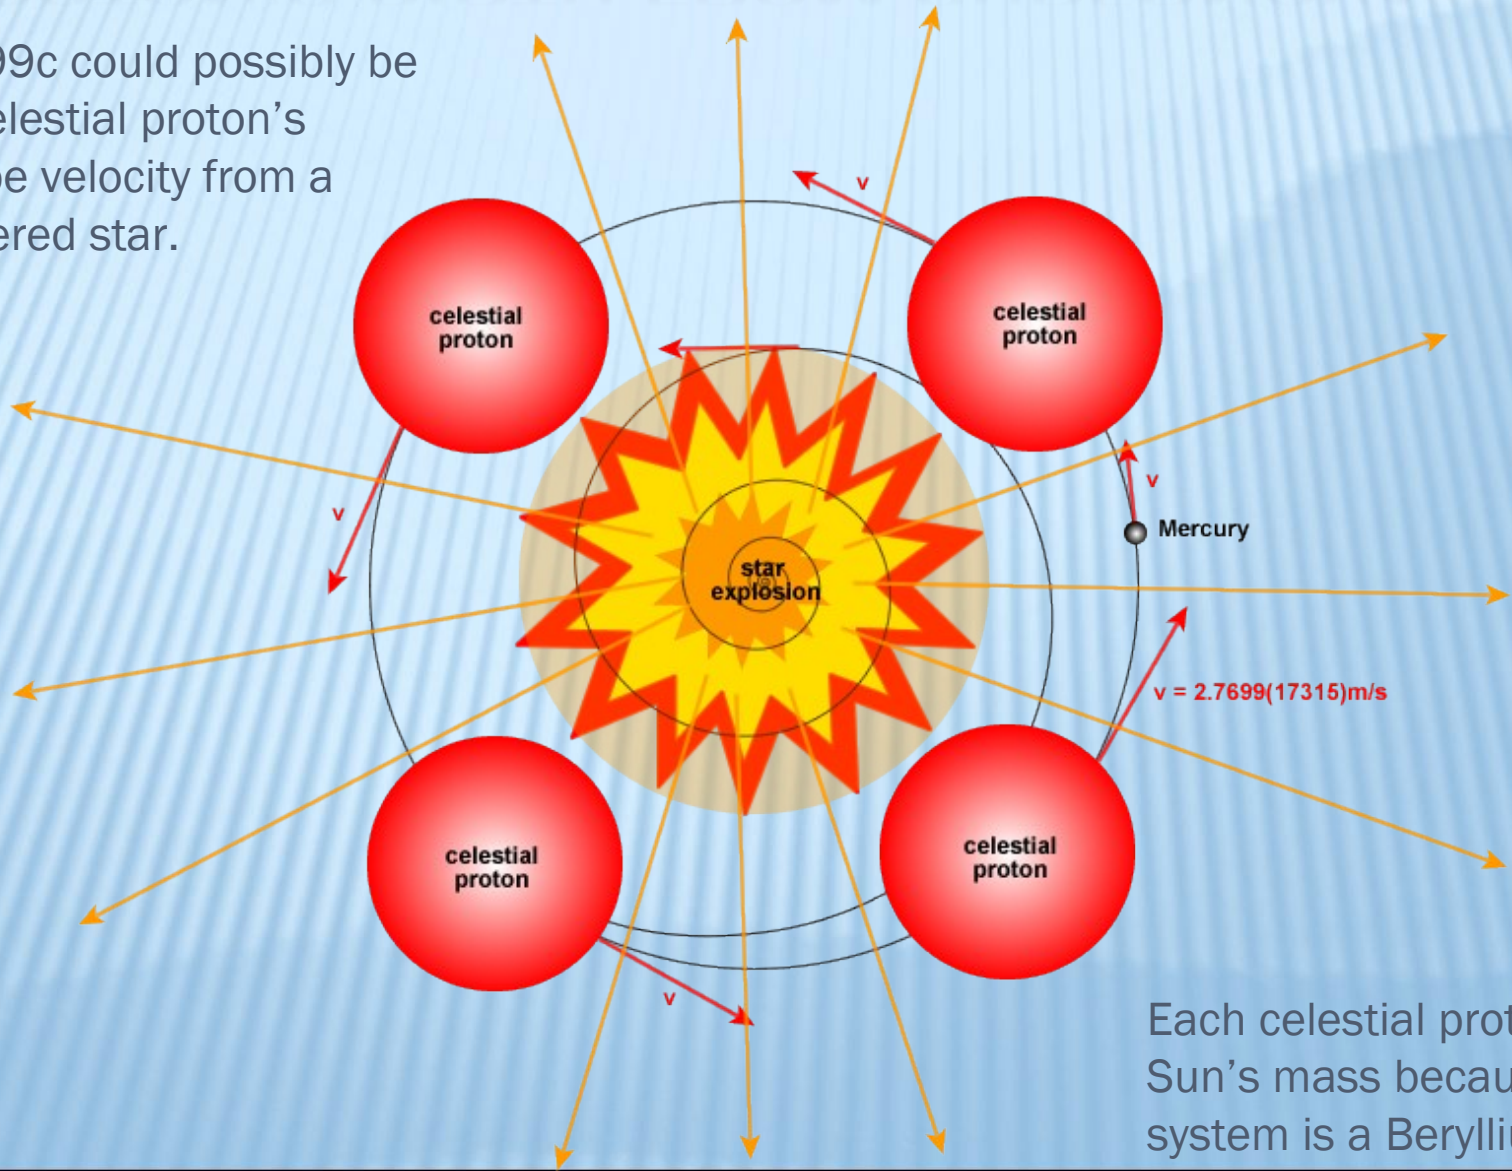 99c could possibly be
elestial proton's
pe velocity from a
ered star.
v
celestial
proton
celestial
proton
v
v
Mercury
star
explosion
v = 2.7699(17315)m/s
celestial
proton
celestial
proton
v
Each celestial prot
Sun's mass becau
system is a Berylli